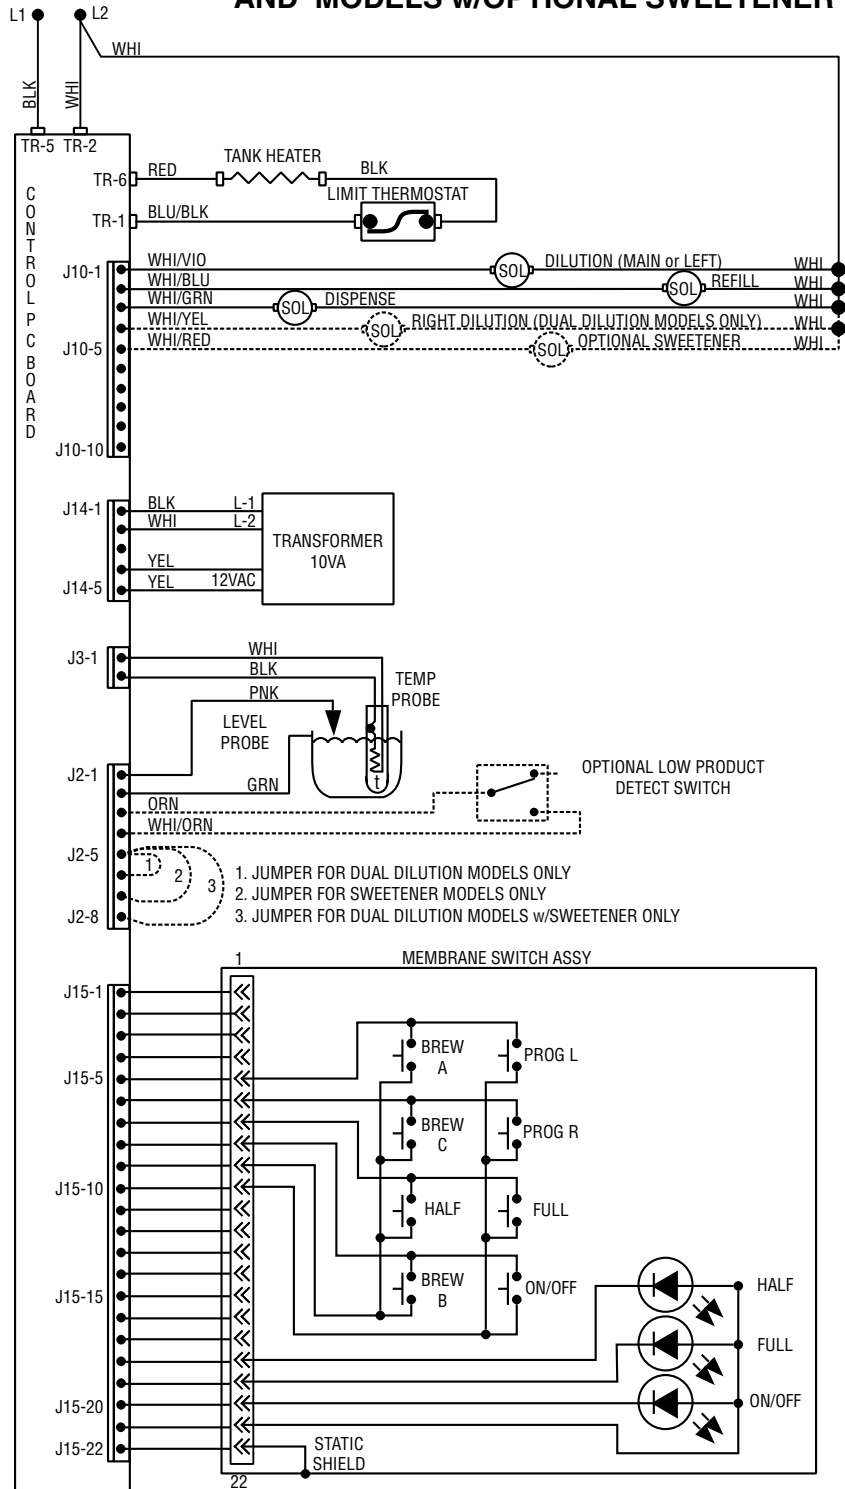 AND MODELS w/OPTIONAL SWEETENER
L1
L2
WHI
BLK
WHI
TR-5 TR-2
CONTROL PC BOARD
TR-6
RED
TANK HEATER
BLK
LIMIT THERMOSTAT
TR-1
BLU/BLK
J10-1
WHI/VIO
SOL
DILUTION (MAIN or LEFT)
WHI
WHI/BLU
SOL
REFILL
WHI
WHI/GRN
SOL
DISPENSE
WHI
WHI/YEL
SOL
RIGHT DILUTION (DUAL DILUTION MODELS ONLY)
WHI
J10-5
WHI/RED
SOL
OPTIONAL SWEETENER
WHI
J10-10
J14-1
BLK
L-1
WHI
L-2
TRANSFORMER
10VA
YEL
J14-5
YEL
12VAC
J3-1
WHI
BLK
TEMP
PROBE
PNK
LEVEL
PROBE
t
J2-1
GRN
OPTIONAL LOW PRODUCT
DETECT SWITCH
ORN
WHI/ORN
J2-5
1
2
3
J2-8
1. JUMPER FOR DUAL DILUTION MODELS ONLY
2. JUMPER FOR SWEETENER MODELS ONLY
3. JUMPER FOR DUAL DILUTION MODELS w/SWEETENER ONLY
1
MEMBRANE SWITCH ASSY
J15-1
J15-5
BREW
A
PROG L
BREW
C
PROG R
J15-10
HALF
FULL
BREW
B
ON/OFF
J15-15
HALF
FULL
J15-20
ON/OFF
J15-22
STATIC
SHIELD
22